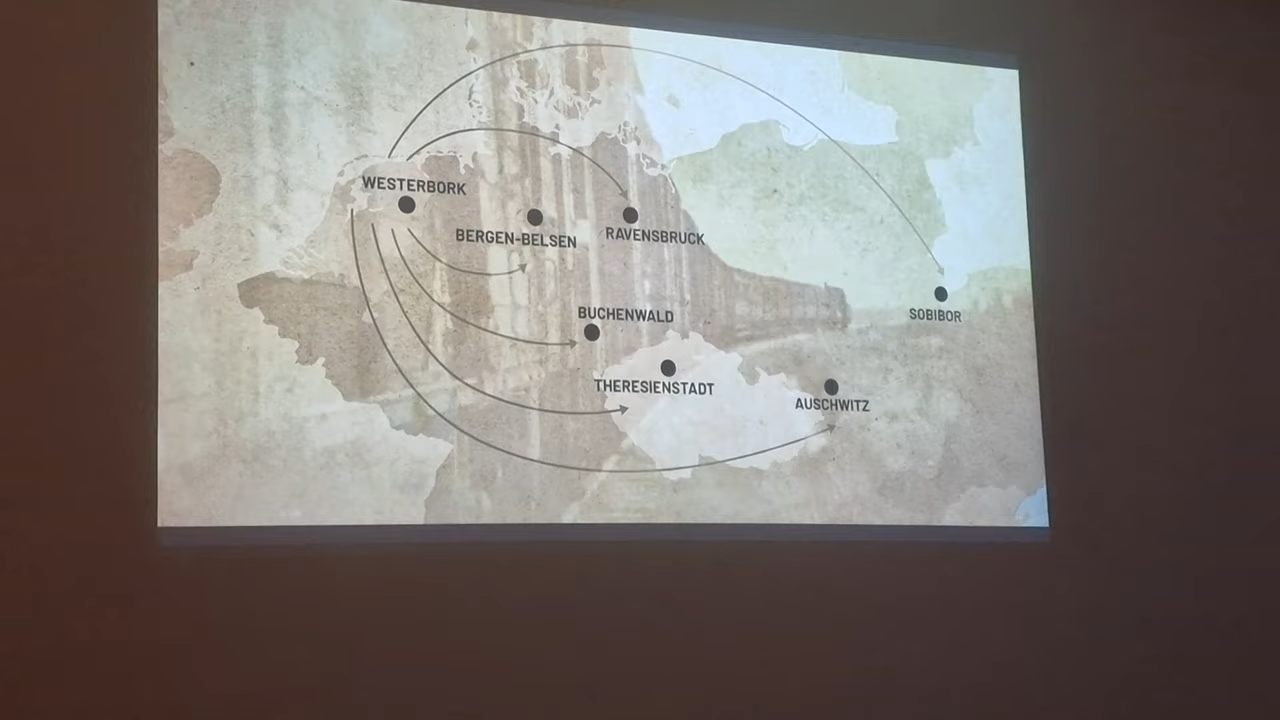 WESTERBORK
BERGEN-BELSEN
RAVENSBRUCK
SOBIBOR
BUCHENWALD
THERESIENSTADT
AUSCHWITZ